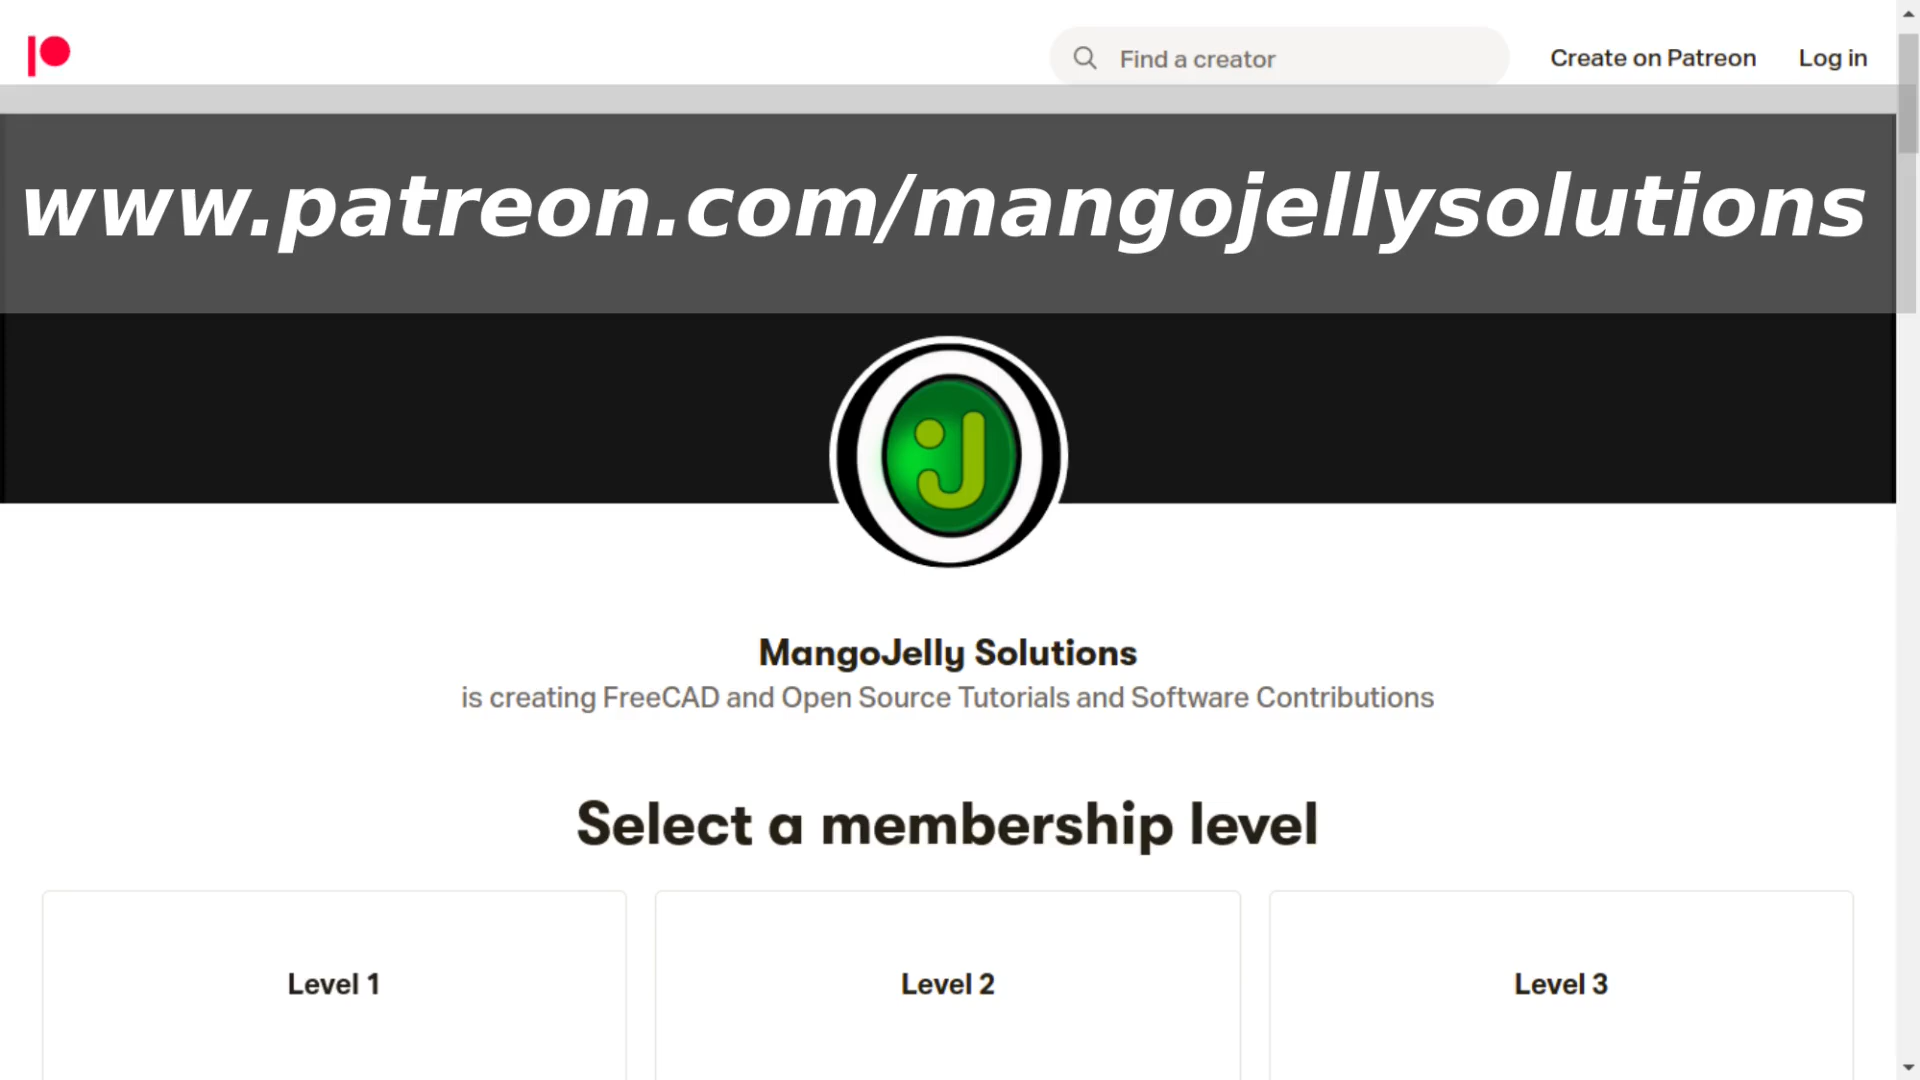 Find a creator
Create on Patreon
Log in
www.patreon.com/mangojellysolutions
MangoJelly Solutions
is creating FreeCAD and Open Source Tutorials and Software Contributions
Select a membership level
Level 1
Level 2
Level 3